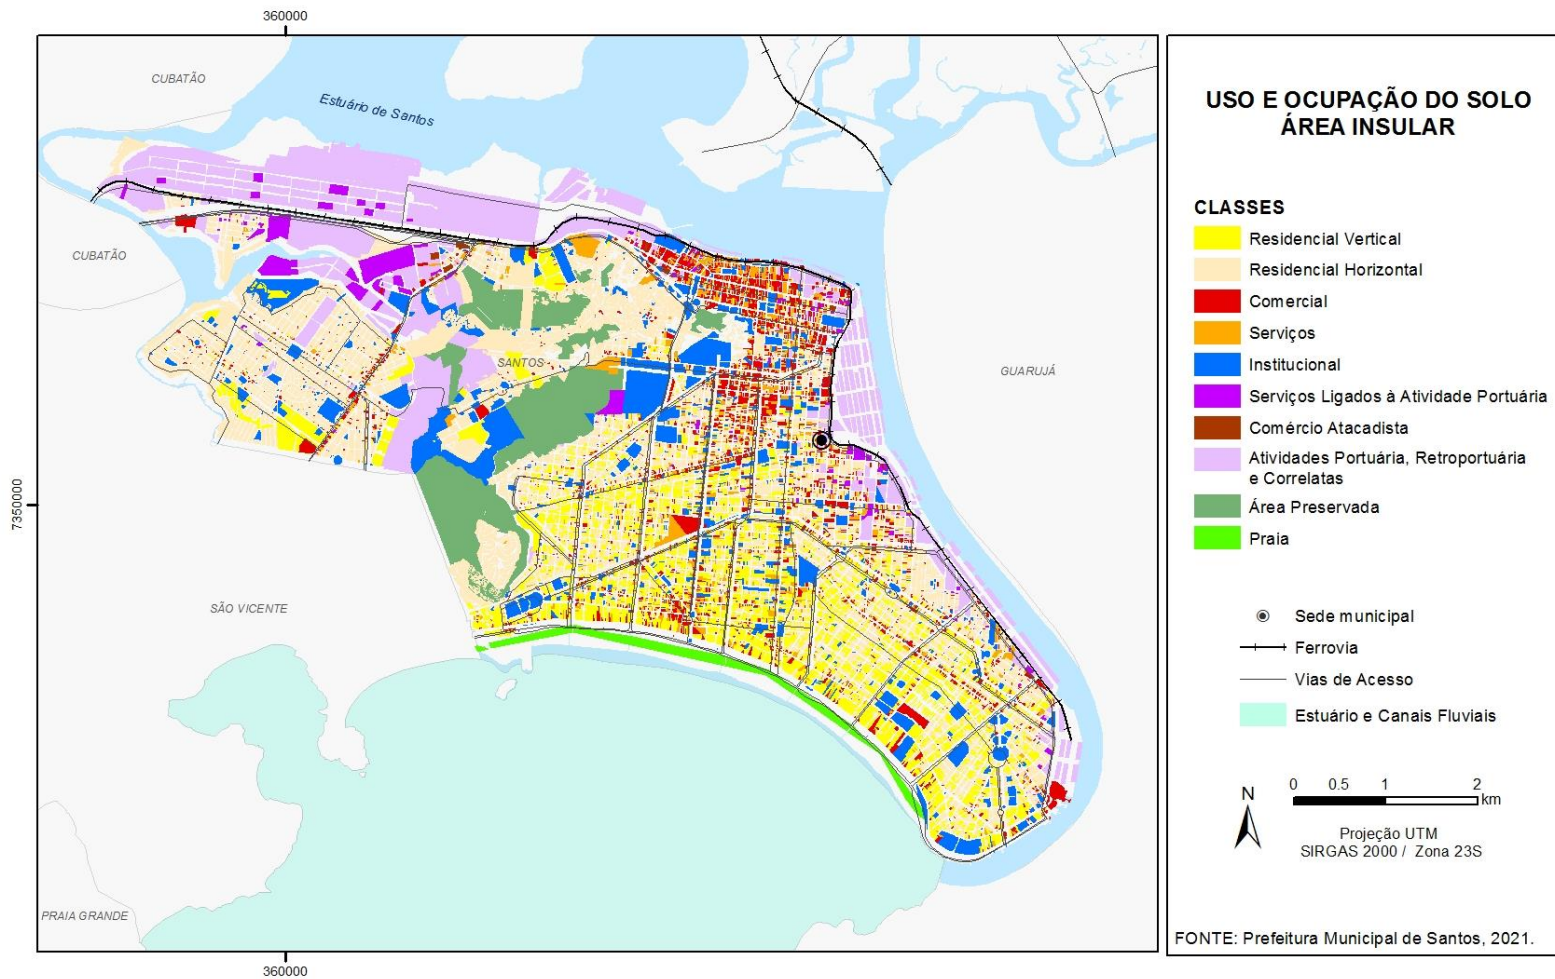 360000
CUBATÃO
Estuário de Santos
CUBATÃO
SANTOS
GUARUJÁ
7350000
SÃO VICENTE
PRAIA GRANDE
360000
USO E OCUPAÇÃO DO SOLO
ÁREA INSULAR
CLASSES
Residencial Vertical
Residencial Horizontal
Comercial
Serviços
Institucional
Serviços Ligados à Atividade Portuária
Comércio Atacadista
Atividades Portuária, Retroportuária
e Correlatas
Área Preservada
Praia
Sede municipal
Ferrovia
Vias de Acesso
Estuário e Canais Fluviais
N
0 0.5 1 2
km
Projeção UTM
SIRGAS 2000 / Zona 23S
FONTE: Prefeitura Municipal de Santos, 2021.